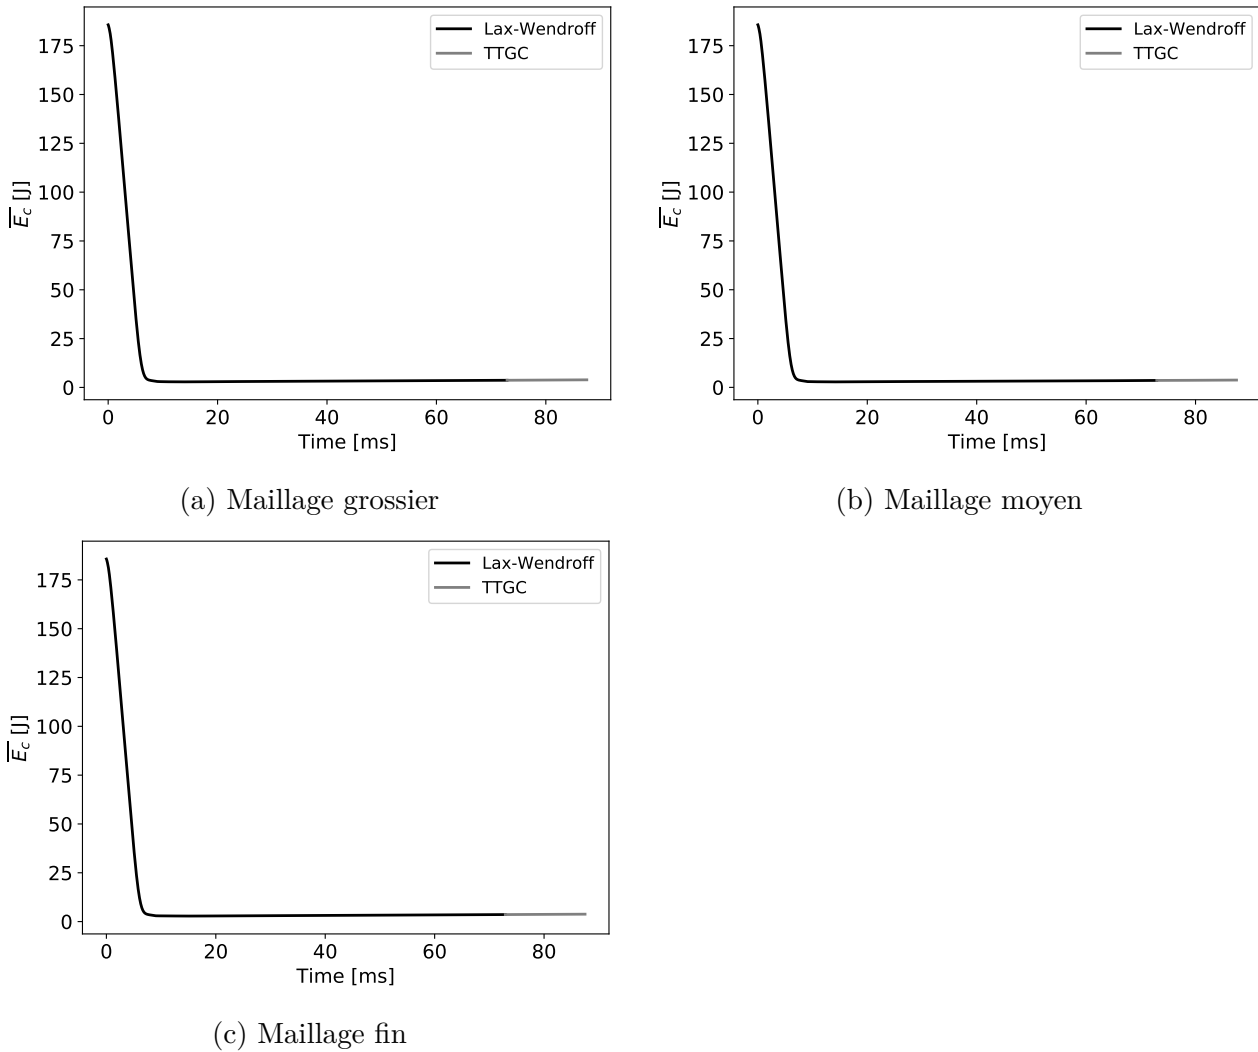 175
150
125
100
75
50
25
0
0 20 40 60 80
Time [ms]
E_c [J]
Lax-Wendroff
TTGC
(a) Maillage grossier
175
150
125
100
75
50
25
0
0 20 40 60 80
Time [ms]
E_c [J]
Lax-Wendroff
TTGC
(b) Maillage moyen
175
150
125
100
75
50
25
0
0 20 40 60 80
Time [ms]
E_c [J]
Lax-Wendroff
TTGC
(c) Maillage fin